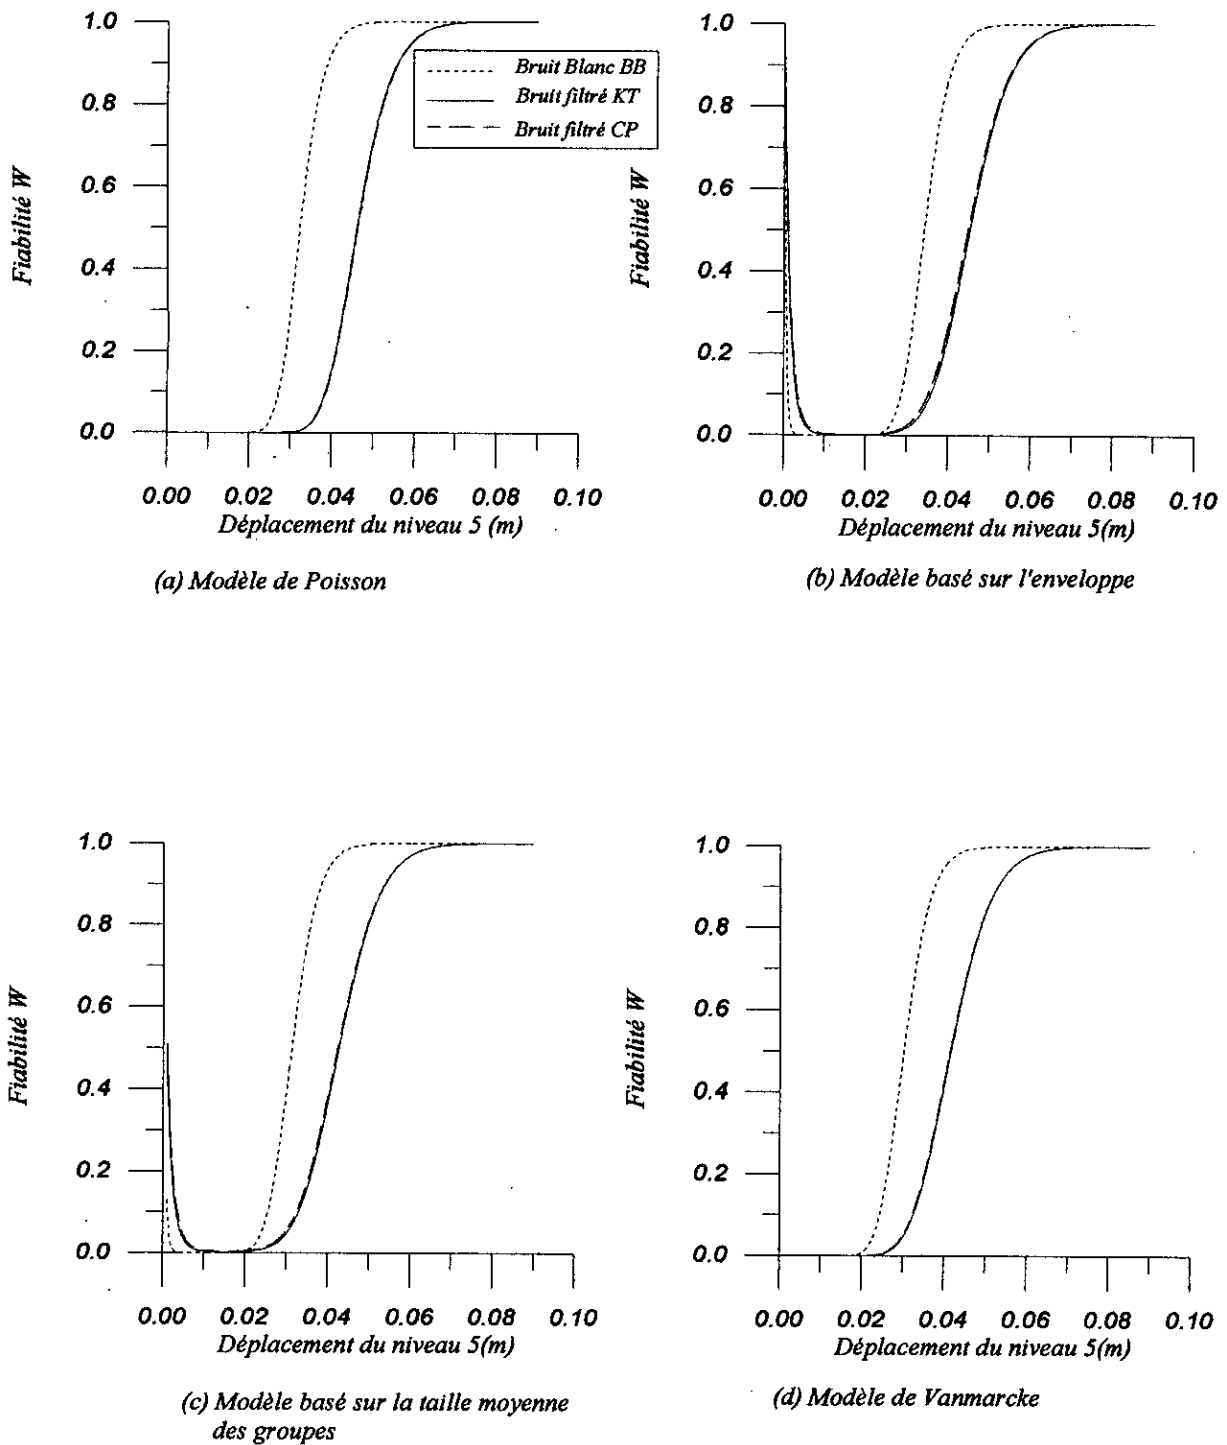 1.0
0.8
0.6
0.4
0.2
0.0
Fiabilité W
0.00 0.02 0.04 0.06 0.08 0.10
Déplacement du niveau 5 (m)
(a) Modèle de Poisson
Bruit Blanc BB
Bruit filtré KT
Bruit filtré CP
1.0
0.8
0.6
0.4
0.2
0.0
Fiabilité W
0.00 0.02 0.04 0.06 0.08 0.10
Déplacement du niveau 5(m)
(b) Modèle basé sur l'enveloppe
1.0
0.8
0.6
0.4
0.2
0.0
Fiabilité W
0.00 0.02 0.04 0.06 0.08 0.10
Déplacement du niveau 5(m)
(c) Modèle basé sur la taille moyenne
des groupes
1.0
0.8
0.6
0.4
0.2
0.0
Fiabilité W
0.00 0.02 0.04 0.06 0.08 0.10
Déplacement du niveau 5(m)
(d) Modèle de Vanmarcke